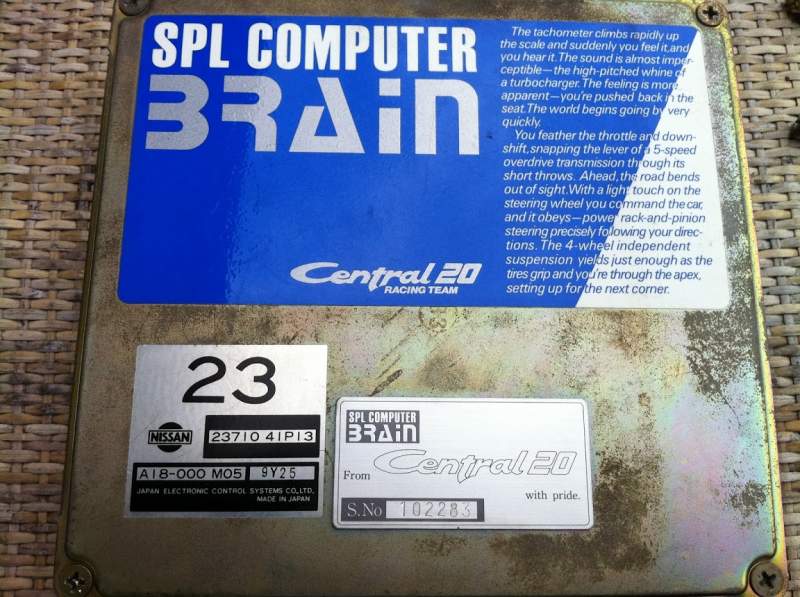 SPL COMPUTER
BRAIN
Central 20
RACING TEAM
The tachometer climbs rapidly up
the scale and suddenly you feel it,and
you hear it.The sound is almost imper-
ceptible—the high-pitched whine of
a turbocharger. The feeling is more
apparent—you're pushed back in the
seat.The world begins going by very
quickly.
You feather the throttle and down-
shift,snapping the lever of a 5-speed
overdrive transmission through its
short throws. Ahead,the road bends
out of sight.With a light touch on the
steering wheel you command the car,
and it obeys—power rack-and-pinion
steering precisely following your direc-
tions. The 4-wheel independent
suspension yields just enough as the
tires grip and you're through the apex,
setting up for the next corner.
23
NISSAN
23710 41P13
A18-000 M05 9Y25
JAPAN ELECTRONIC CONTROL SYSTEMS CO.,LTD.
MADE IN JAPAN
SPL COMPUTER
BRAIN
From Central 20
with pride.
S.No 102283